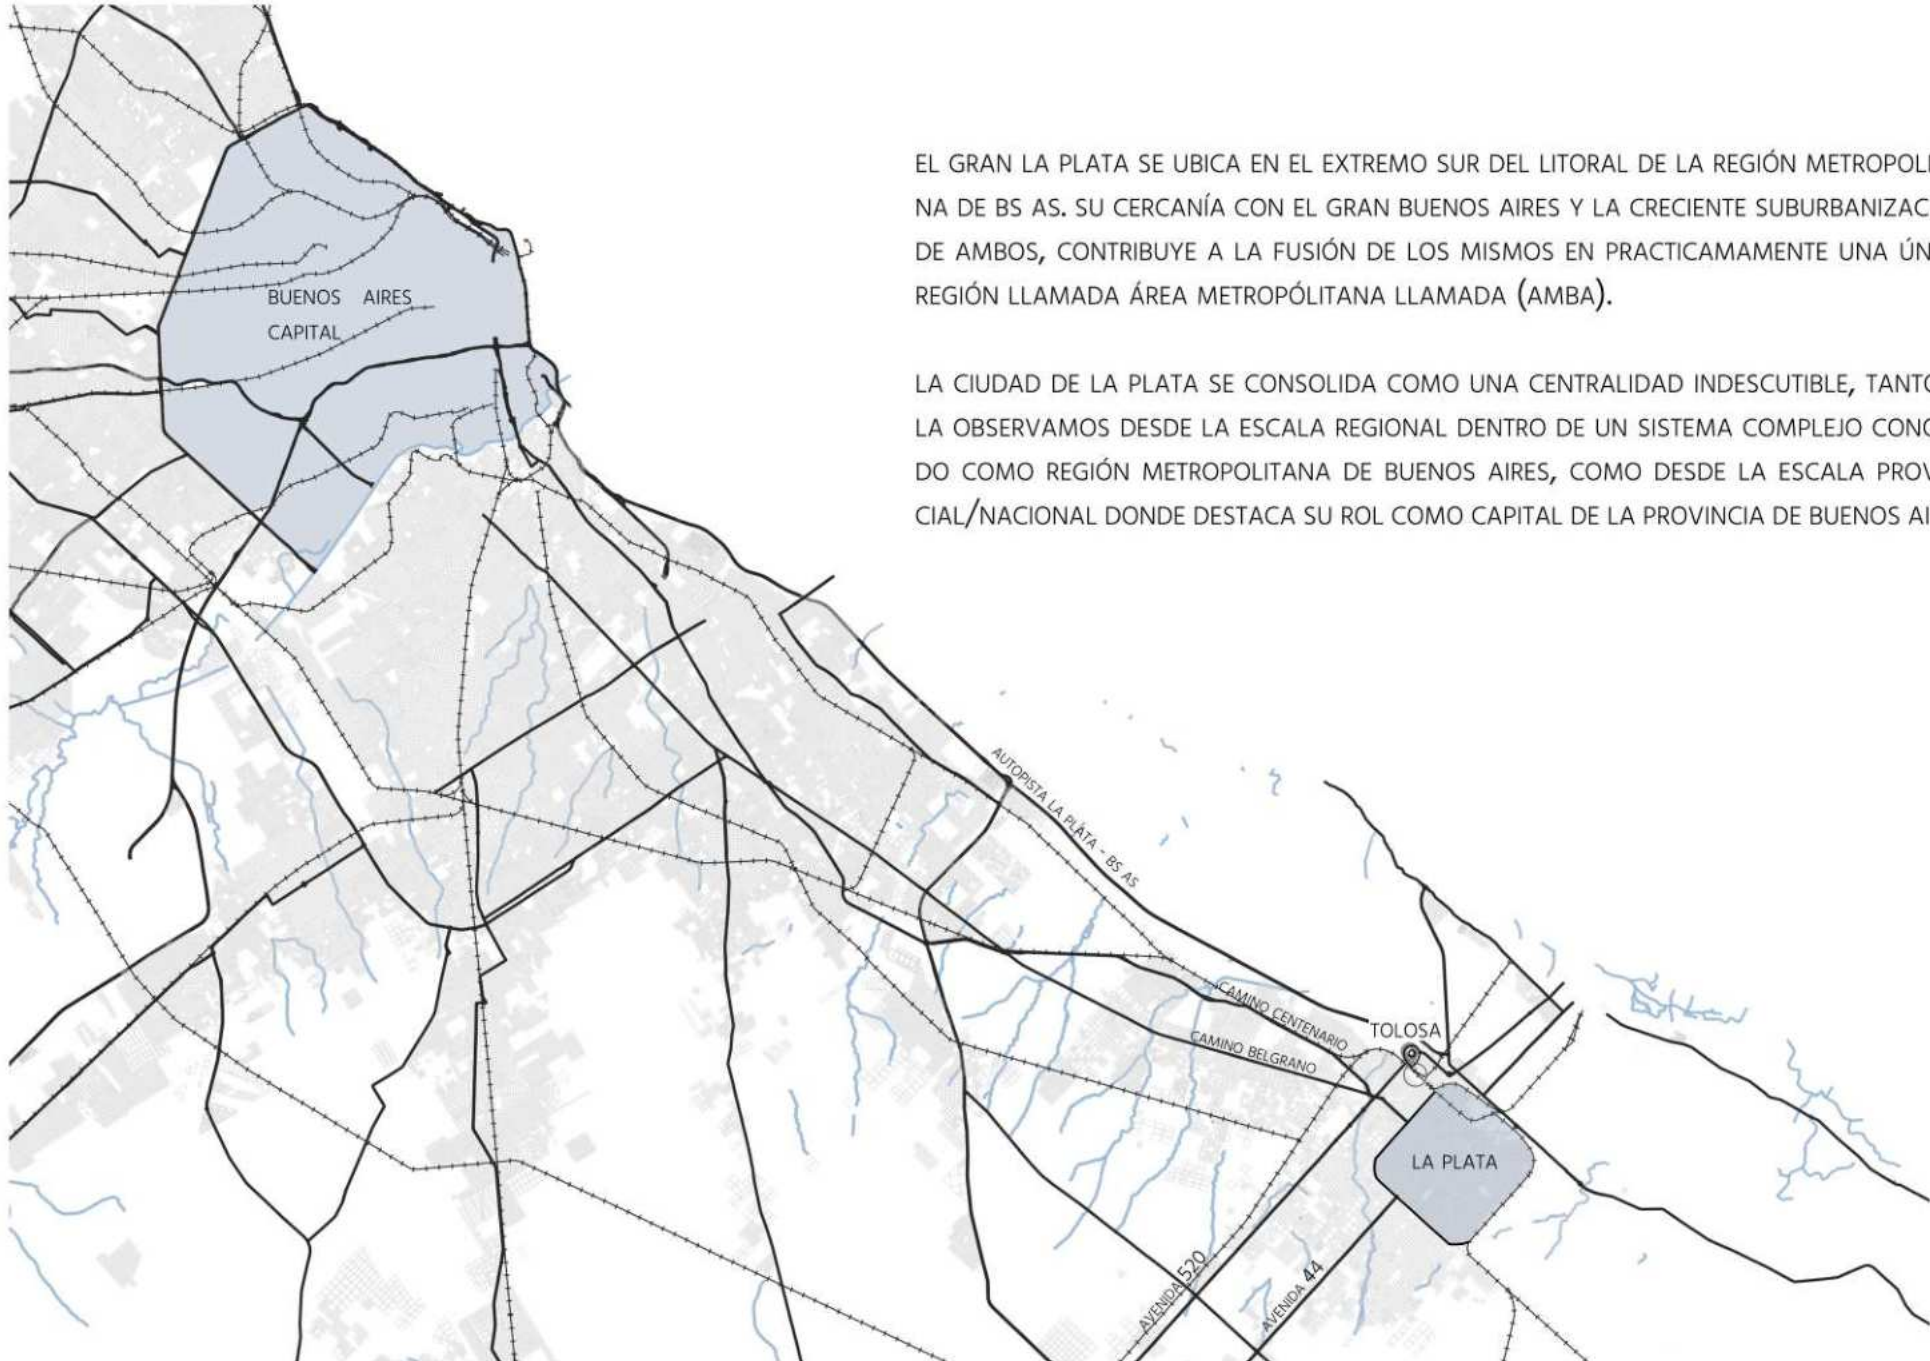 EL GRAN LA PLATA SE UBICA EN EL EXTREMO SUR DEL LITORAL DE LA REGIÓN METROPOLI
NA DE BS AS. SU CERCANÍA CON EL GRAN BUENOS AIRES Y LA CRECIENTE SUBURBANIZAC
DE AMBOS, CONTRIBUYE A LA FUSIÓN DE LOS MISMOS EN PRACTICAMAMENTE UNA ÚN
REGIÓN LLAMADA ÁREA METROPÓLITANA LLAMADA (AMBA).
LA CIUDAD DE LA PLATA SE CONSOLIDA COMO UNA CENTRALIDAD INDESCUTIBLE, TANTO
LA OBSERVAMOS DESDE LA ESCALA REGIONAL DENTRO DE UN SISTEMA COMPLEJO CONO
DO COMO REGIÓN METROPOLITANA DE BUENOS AIRES, COMO DESDE LA ESCALA PROV
CIAL/NACIONAL DONDE DESTACA SU ROL COMO CAPITAL DE LA PROVINCIA DE BUENOS AI
BUENOS AIRES
CAPITAL
AUTOPISTA LA PLATA - BS AS
CAMINO CENTENARIO
CAMINO BELGRANO
TOLOSA
LA PLATA
AVENIDA 520
AVENIDA 44